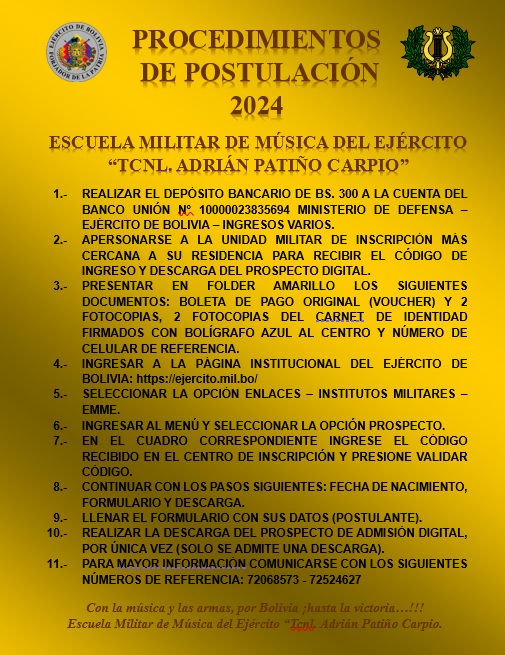 EJÉRCITO DE BOLIVIA
FORJADOR DE LA PATRIA
PROCEDIMIENTOS
DE POSTULACIÓN
2024
ESCUELA MILITAR DE MÚSICA DEL EJÉRCITO
“TCNL. ADRIÁN PATIÑO CARPIO”
1.- REALIZAR EL DEPÓSITO BANCARIO DE BS. 300 A LA CUENTA DEL
BANCO UNIÓN Nº 10000023835694 MINISTERIO DE DEFENSA –
EJÉRCITO DE BOLIVIA – INGRESOS VARIOS.
2.- APERSONARSE A LA UNIDAD MILITAR DE INSCRIPCIÓN MÁS
CERCANA A SU RESIDENCIA PARA RECIBIR EL CÓDIGO DE
INGRESO Y DESCARGA DEL PROSPECTO DIGITAL.
3.- PRESENTAR EN FOLDER AMARILLO LOS SIGUIENTES
DOCUMENTOS: BOLETA DE PAGO ORIGINAL (VOUCHER) Y 2
FOTOCOPIAS, 2 FOTOCOPIAS DEL CARNET DE IDENTIDAD
FIRMADOS CON BOLÍGRAFO AZUL AL CENTRO Y NÚMERO DE
CELULAR DE REFERENCIA.
4.- INGRESAR A LA PÁGINA INSTITUCIONAL DEL EJÉRCITO DE
BOLIVIA: https://ejercito.mil.bo/
5.- SELECCIONAR LA OPCIÓN ENLACES – INSTITUTOS MILITARES –
EMME.
6.- INGRESAR AL MENÚ Y SELECCIONAR LA OPCIÓN PROSPECTO.
7.- EN EL CUADRO CORRESPONDIENTE INGRESE EL CÓDIGO
RECIBIDO EN EL CENTRO DE INSCRIPCIÓN Y PRESIONE VALIDAR
CÓDIGO.
8.- CONTINUAR CON LOS PASOS SIGUIENTES: FECHA DE NACIMIENTO,
FORMULARIO Y DESCARGA.
9.- LLENAR EL FORMULARIO CON SUS DATOS (POSTULANTE).
10.- REALIZAR LA DESCARGA DEL PROSPECTO DE ADMISIÓN DIGITAL,
POR ÚNICA VEZ (SOLO SE ADMITE UNA DESCARGA).
11.- PARA MAYOR INFORMACIÓN COMUNICARSE CON LOS SIGUIENTES
NÚMEROS DE REFERENCIA: 72068573 - 72524627
Con la música y las armas, por Bolivia ¡hasta la victoria…!!!
Escuela Militar de Música del Ejército “Tcnl. Adrián Patiño Carpio.